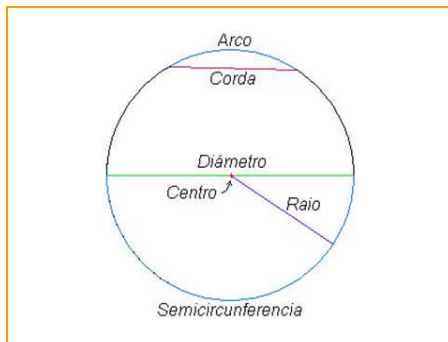 Arco
Corda
Diámetro
Centro
Raio
Semicircunferencia